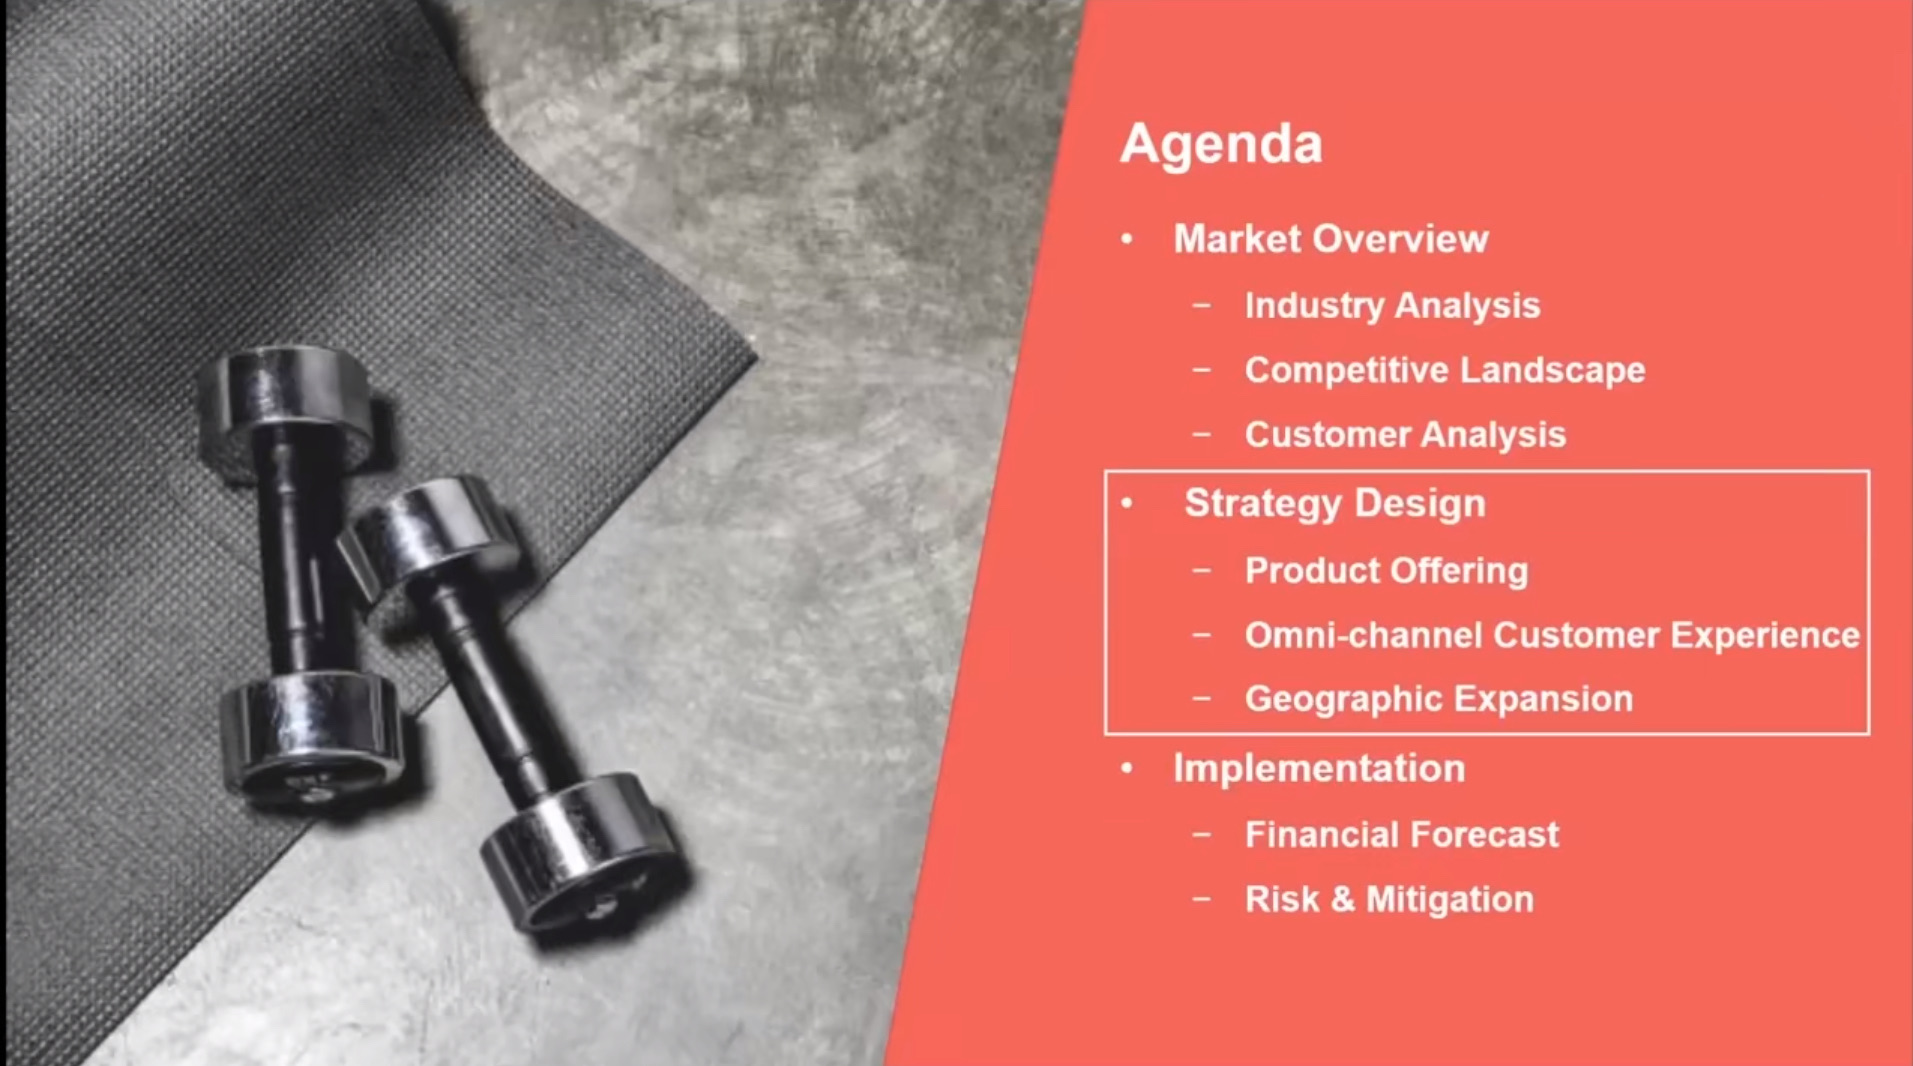 Agenda
• Market Overview
– Industry Analysis
– Competitive Landscape
– Customer Analysis
• Strategy Design
– Product Offering
– Omni-channel Customer Experience
– Geographic Expansion
• Implementation
– Financial Forecast
– Risk & Mitigation